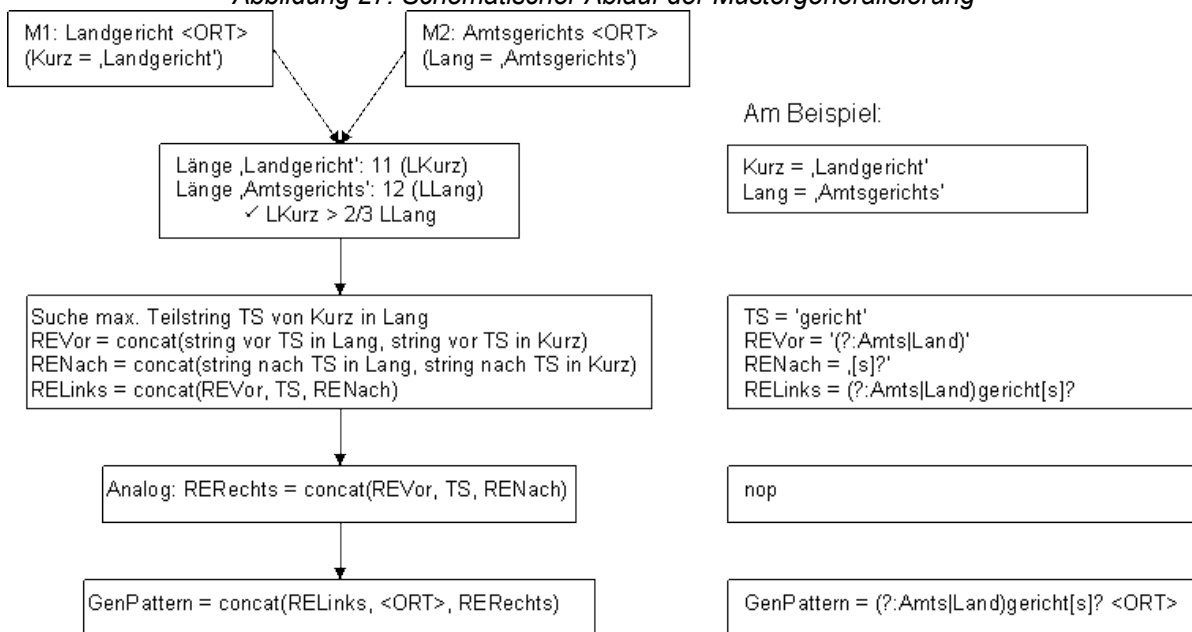 Abbildung 27: Schematischer Ablauf der Mustergeneralisierung
M1: Landgericht <ORT>
(Kurz = ‚Landgericht')
M2: Amtsgerichts <ORT>
(Lang = ‚Amtsgerichts')
Länge ‚Landgericht': 11 (LKurz)
Länge ‚Amtsgerichts': 12 (LLang)
✓ LKurz > 2/3 LLang
Am Beispiel:
Kurz = ‚Landgericht'
Lang = ‚Amtsgerichts'
Suche max. Teilstring TS von Kurz in Lang
REVor = concat(string vor TS in Lang, string vor TS in Kurz)
RENach = concat(string nach TS in Lang, string nach TS in Kurz)
RELinks = concat(REVor, TS, RENach)
TS = 'gericht'
REVor = '(?:Amts|Land)'
RENach = ‚[s]?'
RELinks = (?:Amts|Land)gericht[s]?
Analog: RERechts = concat(REVor, TS, RENach)
nop
GenPattern = concat(RELinks, <ORT>, RERechts)
GenPattern = (?:Amts|Land)gericht[s]? <ORT>